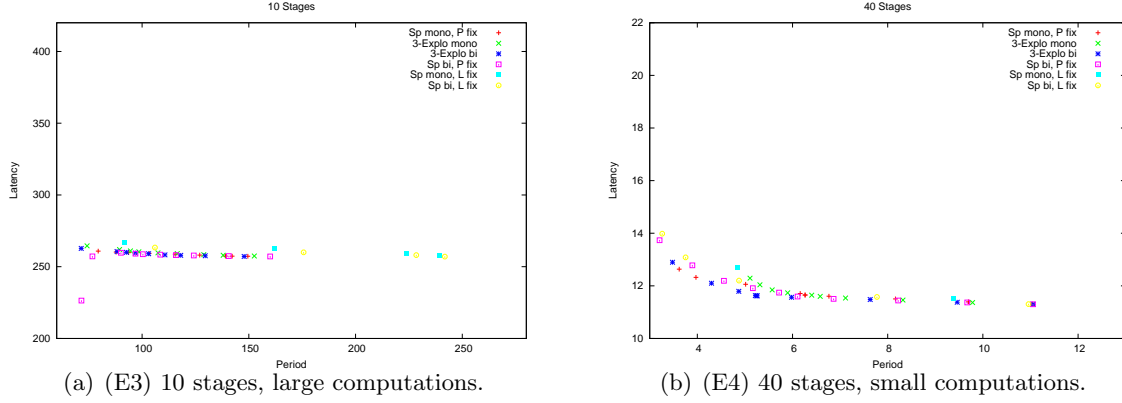 10 Stages
Sp mono, P fix
3-Explo mono
3-Explo bi
Sp bi, P fix
Sp mono, L fix
Sp bi, L fix
Latency
400
350
300
250
200
100
150
200
250
Period
(a) (E3) 10 stages, large computations.
40 Stages
Sp mono, P fix
3-Explo mono
3-Explo bi
Sp bi, P fix
Sp mono, L fix
Sp bi, L fix
Latency
22
20
18
16
14
12
10
4
6
8
10
12
Period
(b) (E4) 40 stages, small computations.